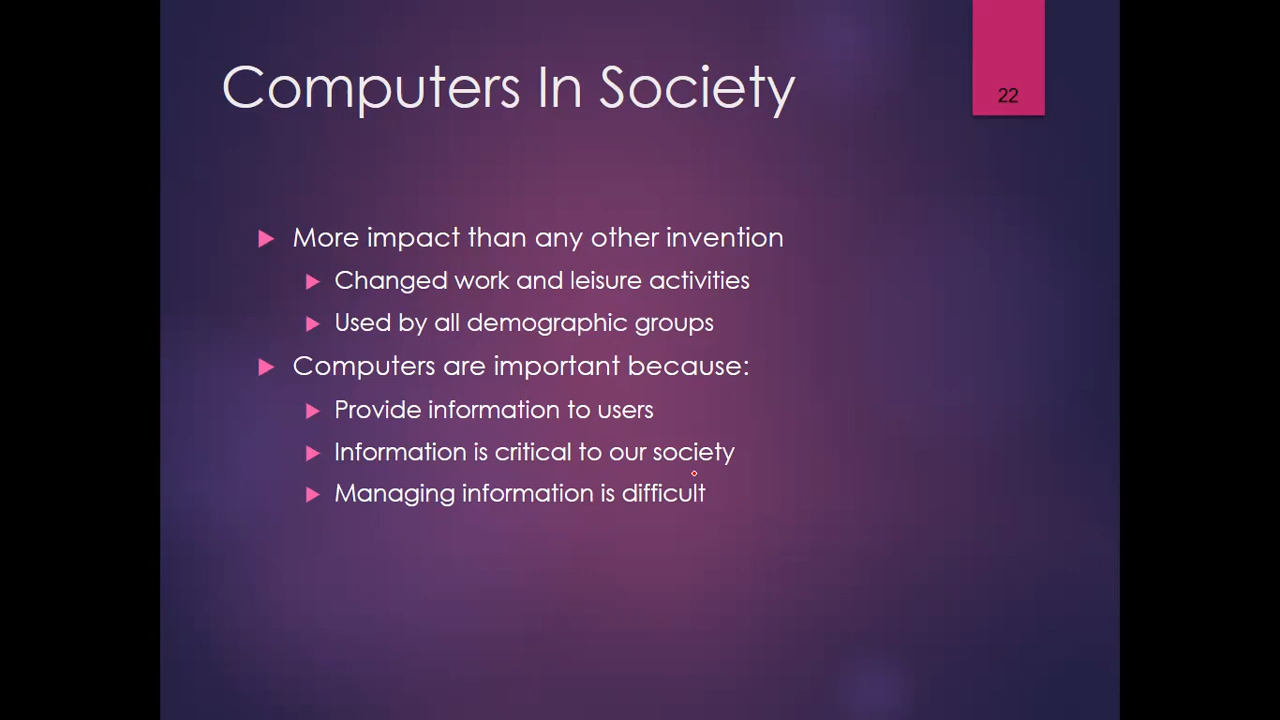 Computers In Society
22
More impact than any other invention
Changed work and leisure activities
Used by all demographic groups
Computers are important because:
Provide information to users
Information is critical to our society
Managing information is difficult